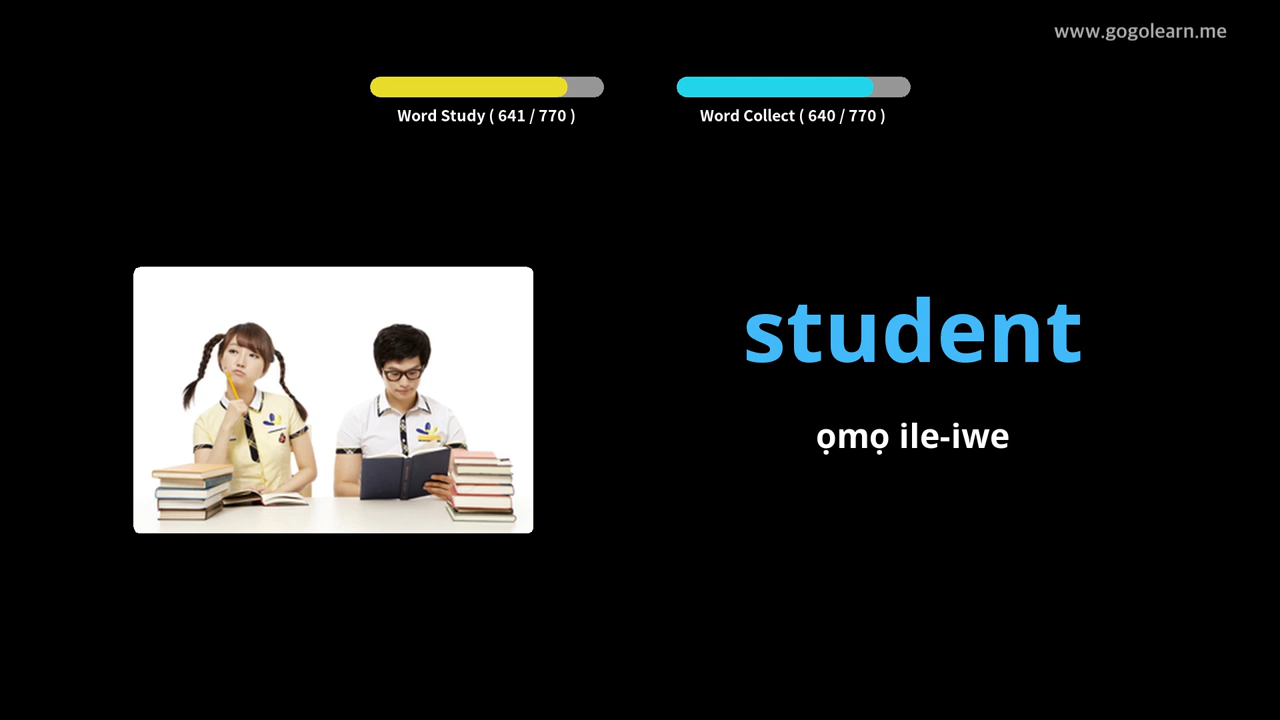 www.gogolearn.me
Word Study ( 641 / 770 )
Word Collect ( 640 / 770 )
student
ọmọ ile-iwe